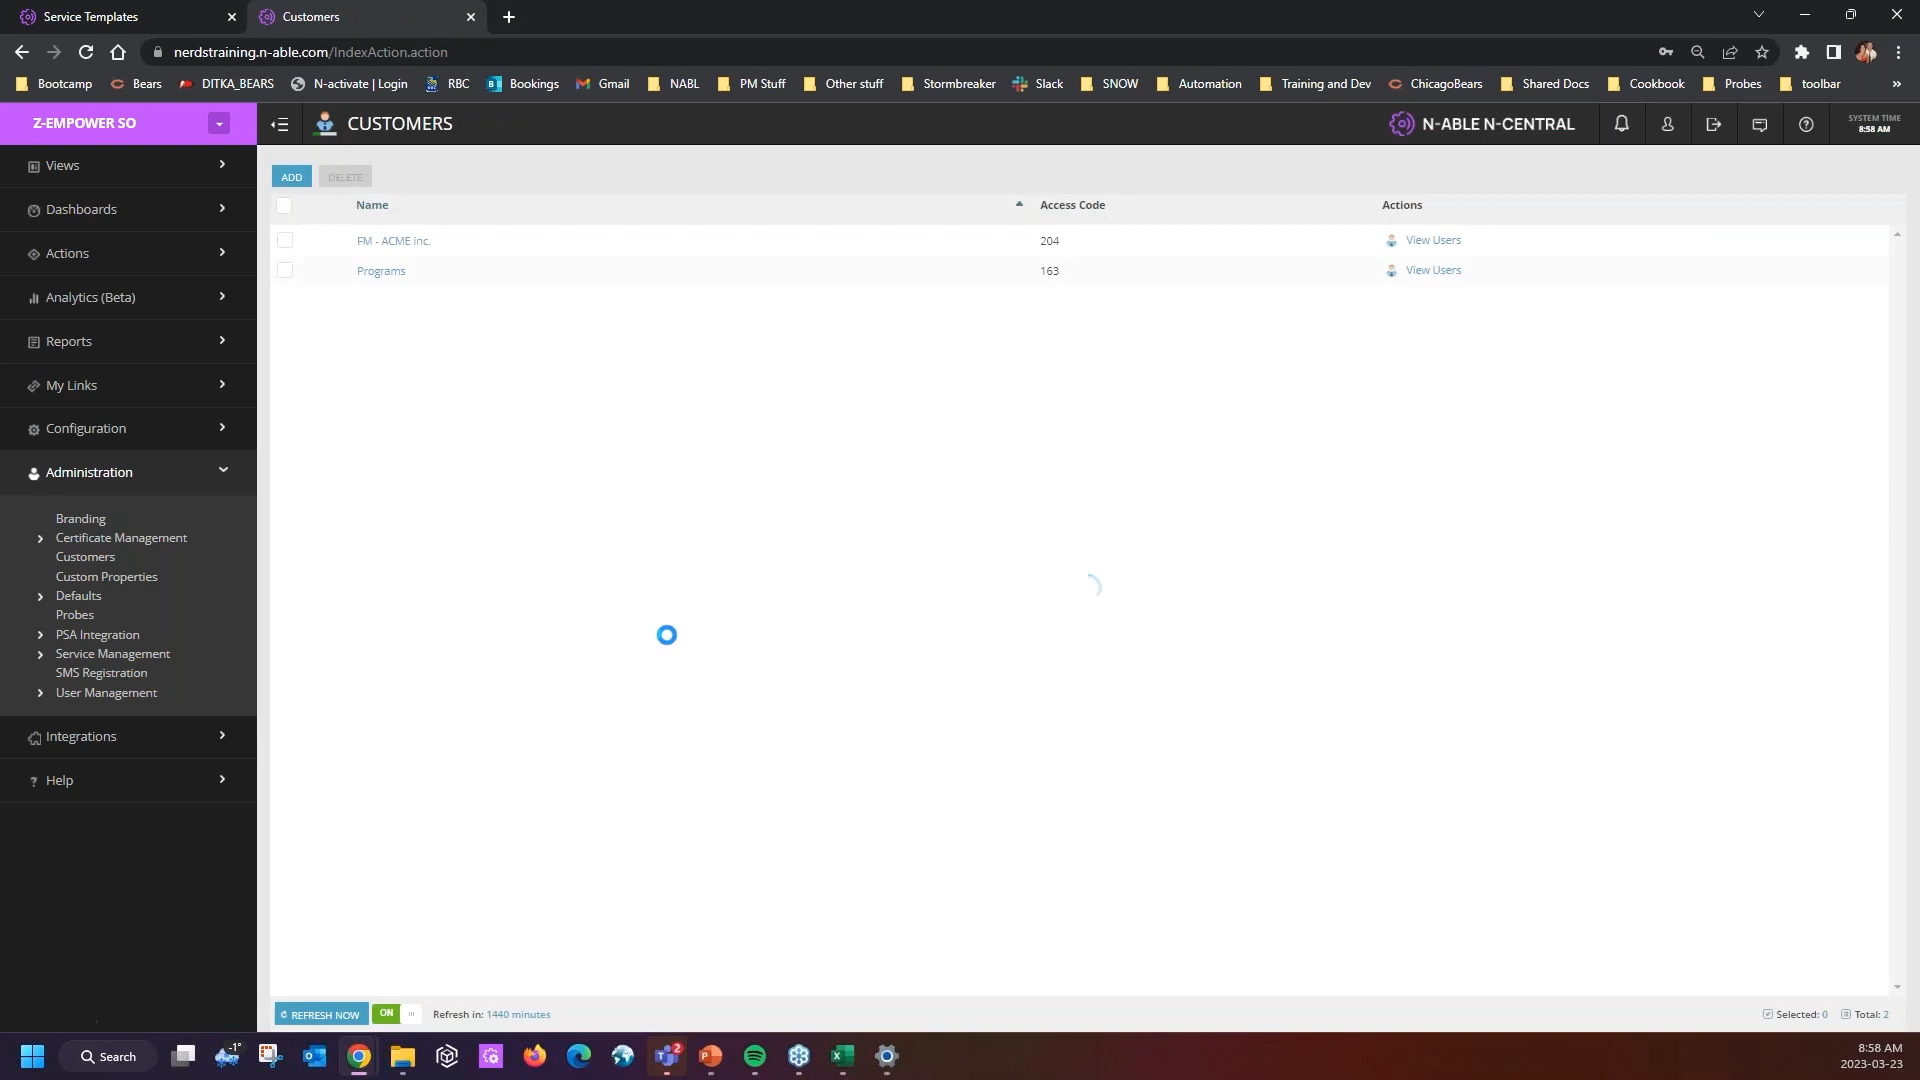 Service Templates
Customers
nerdstraining.n-able.com/IndexAction.action
Bootcamp Bears DITKA_BEARS N-activate | Login RBC Bookings Gmail NABL PM Stuff Other stuff Stormbreaker Slack SNOW Automation Training and Dev ChicagoBears Shared Docs Cookbook Probes toolbar »
Z-EMPOWER SO
CUSTOMERS
N-ABLE N-CENTRAL
SYSTEM TIME
8:58 AM
Views
Dashboards
Actions
Analytics (Beta)
Reports
My Links
Configuration
Administration
Branding
Certificate Management
Customers
Custom Properties
Defaults
Probes
PSA Integration
Service Management
SMS Registration
User Management
Integrations
Help
ADD DELETE
Name Access Code Actions
FM - ACME inc. 204 View Users
Programs 163 View Users
REFRESH NOW ON Refresh in: 1440 minutes
Selected: 0 Total: 2
Search
-1°
2
8:58 AM
2023-03-23